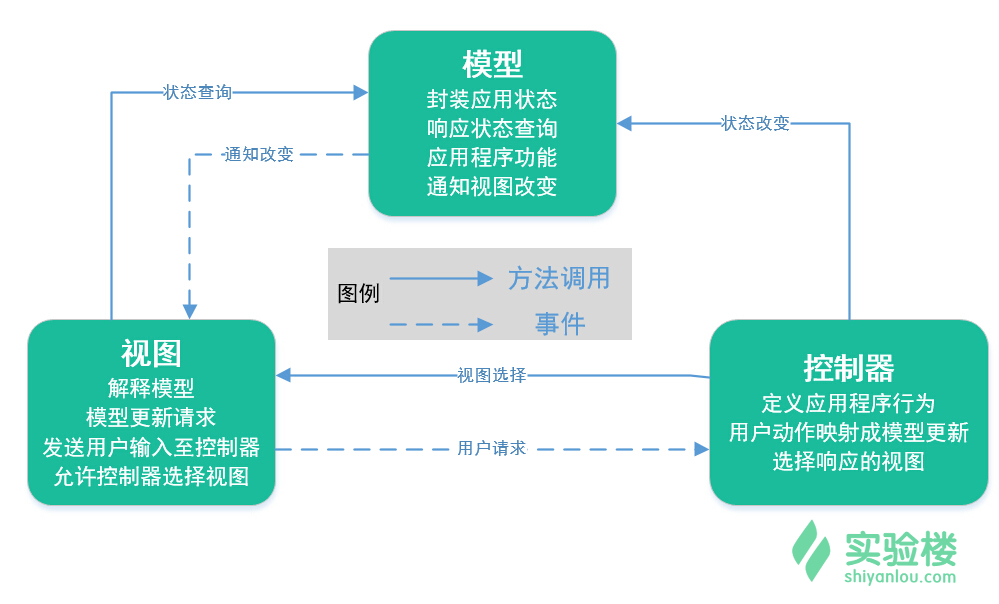 模型
封装应用状态
响应状态查询
应用程序功能
通知视图改变
状态查询
状态改变
通知改变
图例
方法调用
事件
视图
解释模型
模型更新请求
发送用户输入至控制器
允许控制器选择视图
视图选择
用户请求
控制器
定义应用程序行为
用户动作映射成模型更新
选择响应的视图
实验楼
shiyanlou.com